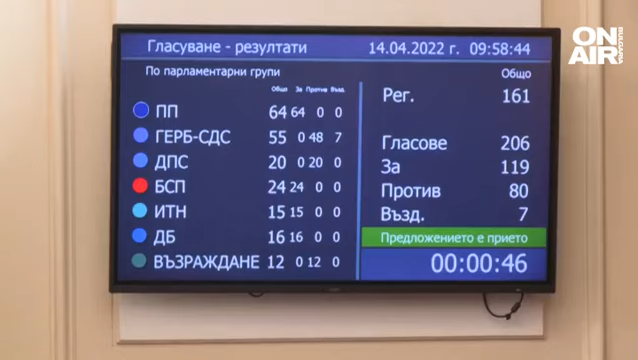 Гласуване - резултати 14.04.2022 г. 09:58:44
По парламентарни групи
Общо За Против Възд.
ПП 64 64 0 0
ГЕРБ-СДС 55 0 48 7
ДПС 20 0 20 0
БСП 24 24 0 0
ИТН 15 15 0 0
ДБ 16 16 0 0
ВЪЗРАЖДАНЕ 12 0 12 0
Общо
Рег. 161
Гласове 206
За 119
Против 80
Възд. 7
Предложението е прието
00:00:46
ON
AIR
BULGARIA